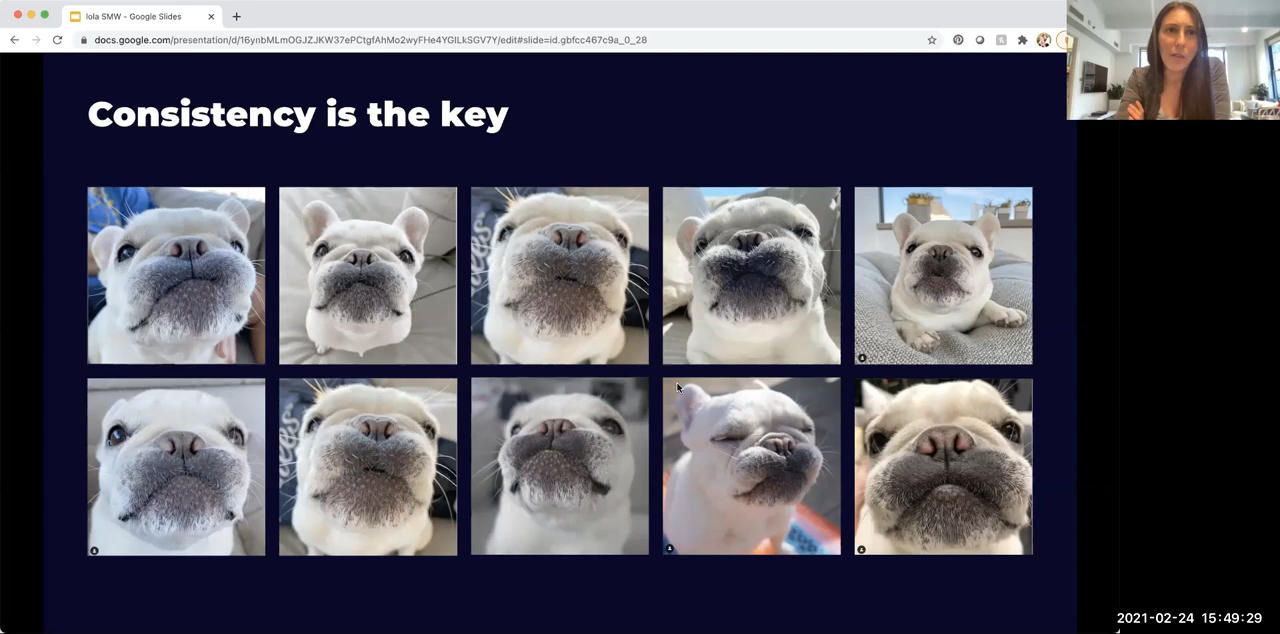 lola SMW - Google Slides
docs.google.com/presentation/d/16ynbMLmOGJZJKW37ePCtgfAhMo2wyFHe4YGILkSGV7Y/edit#slide=id.gbfcc467c9a_0_28
Consistency is the key
2021-02-24 15:49:29